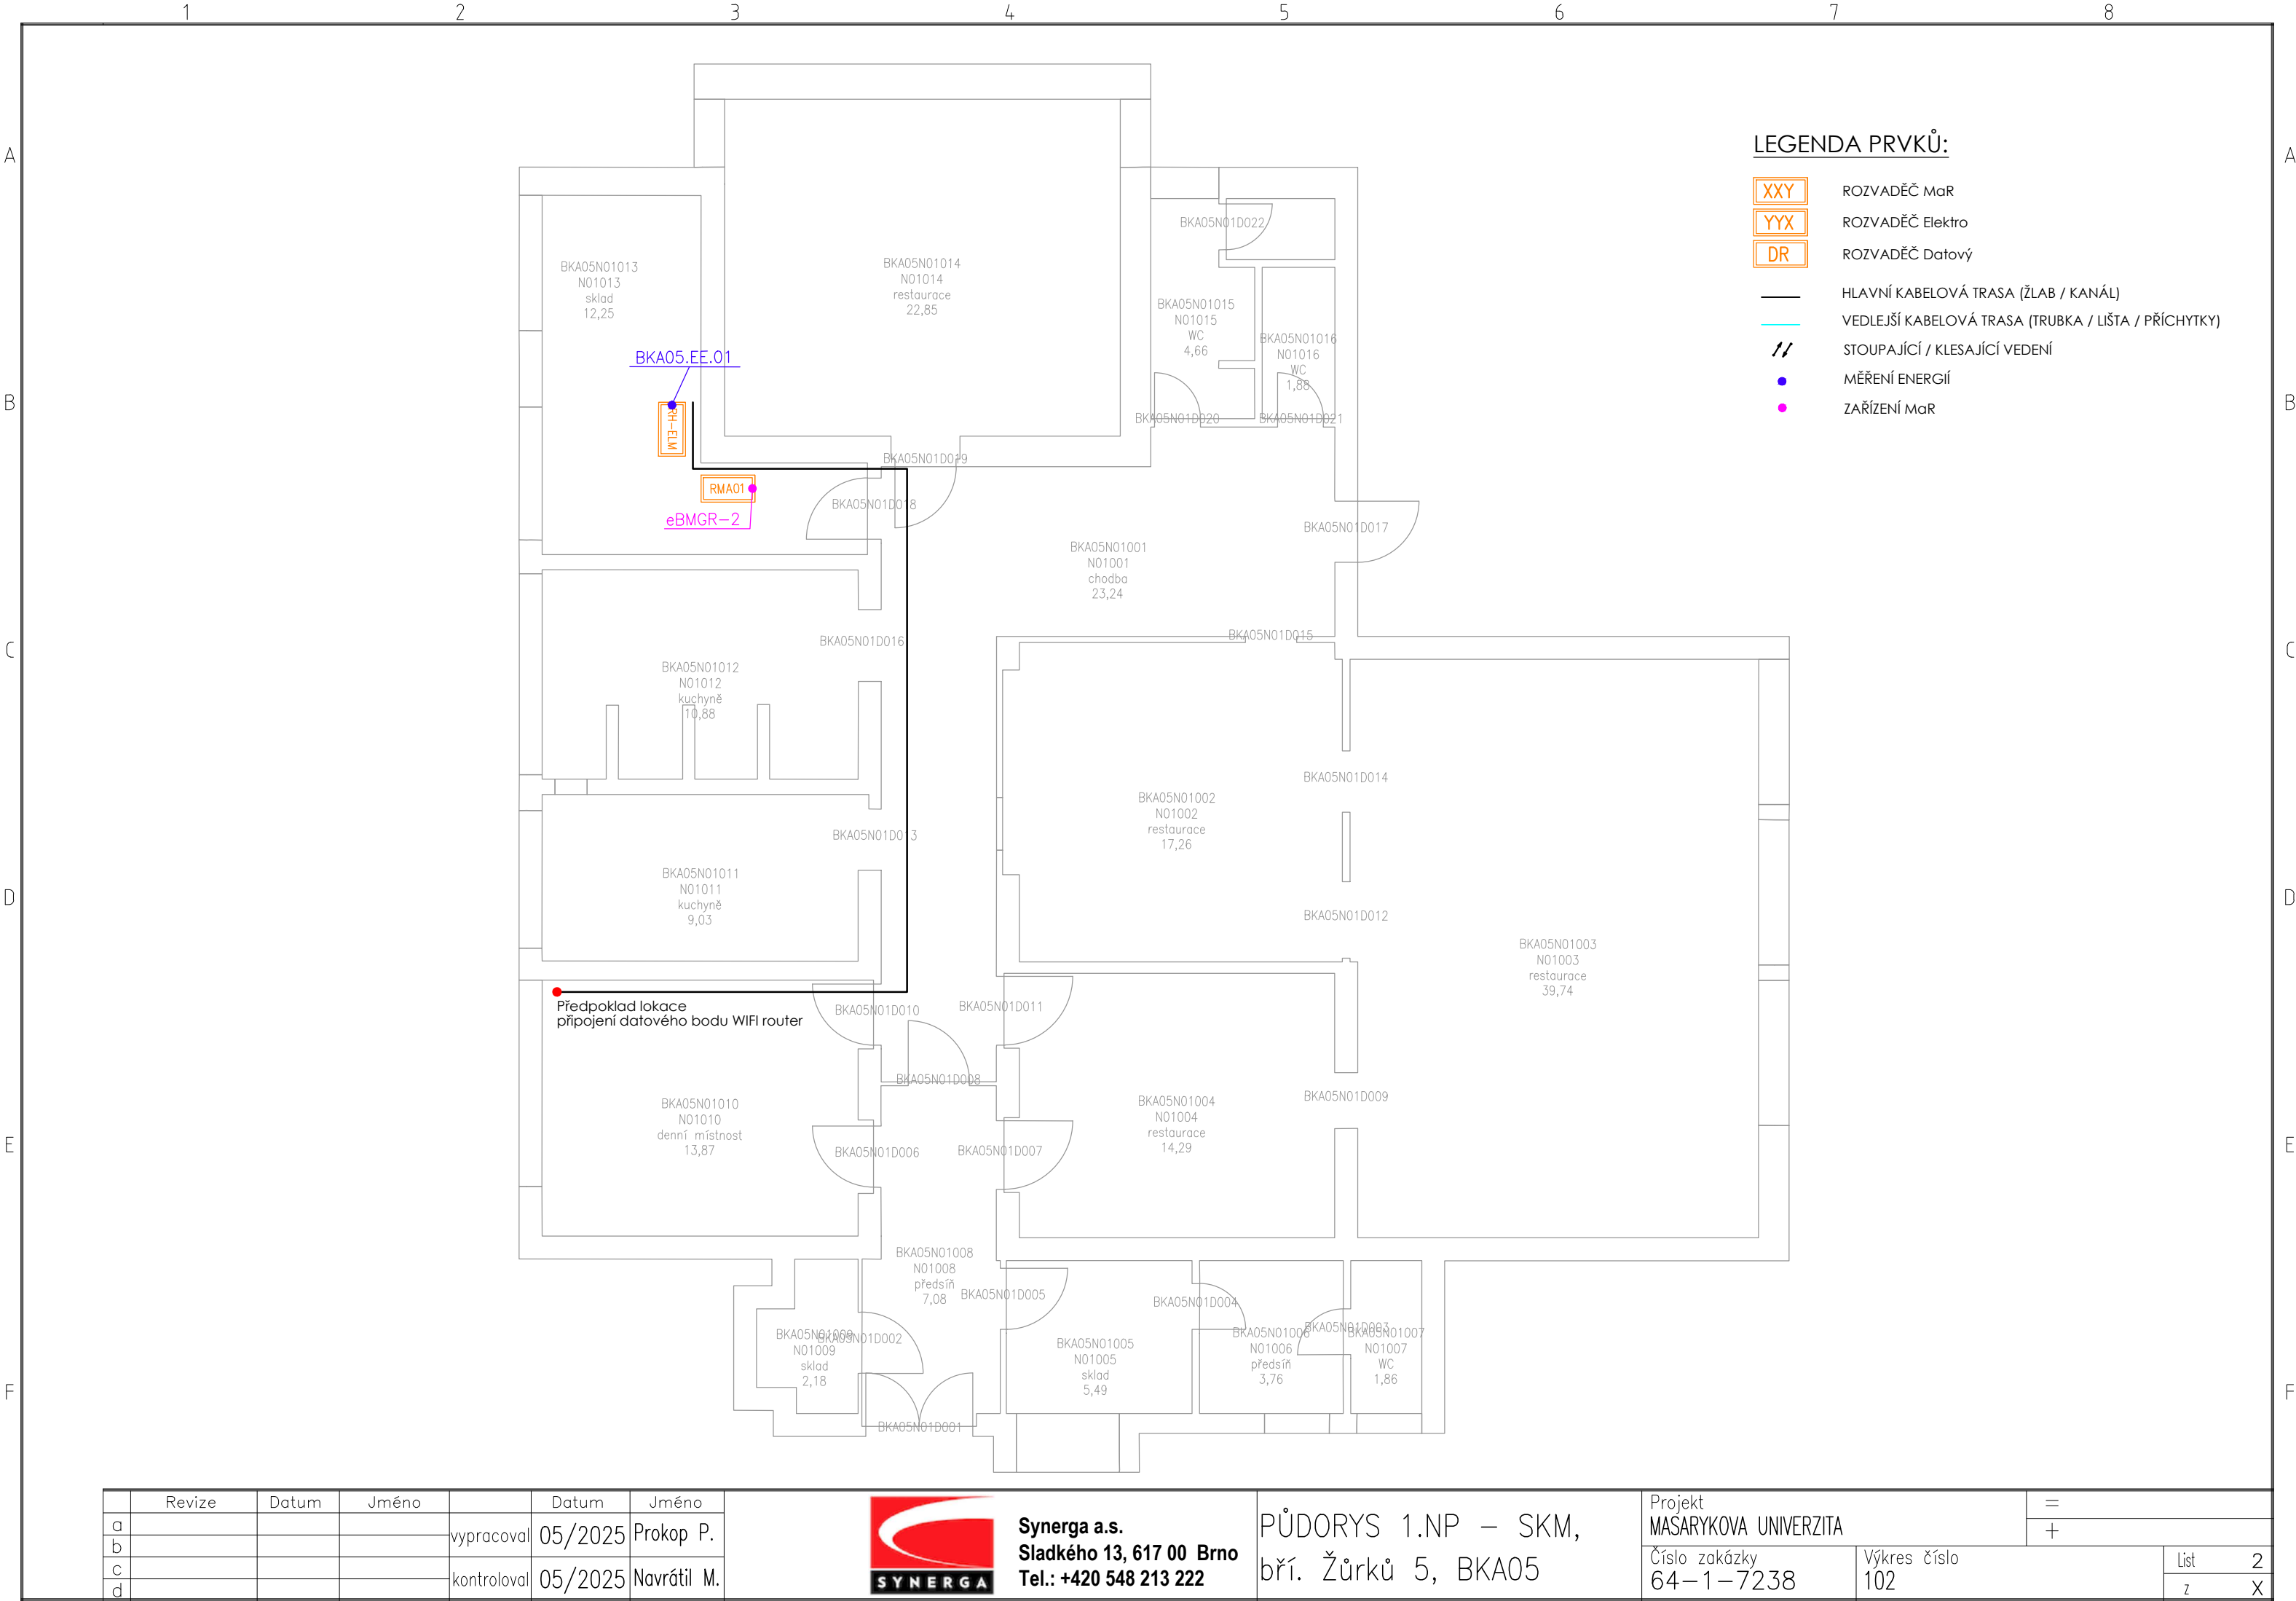 1 2 3 4 5 6 7 8
A A
B B
C C
D D
E E
F F
LEGENDA PRVKŮ:
XXY ROZVADĚČ MaR
YYX ROZVADĚČ Elektro
DR ROZVADĚČ Datový
HLAVNÍ KABELOVÁ TRASA (ŽLAB / KANÁL)
VEDLEJŠÍ KABELOVÁ TRASA (TRUBKA / LIŠTA / PŘÍCHYTKY)
STOUPAJÍCÍ / KLESAJÍCÍ VEDENÍ
MĚŘENÍ ENERGIÍ
ZAŘÍZENÍ MaR
BKA05N01013
N01013
sklad
12,25
BKA05N01014
N01014
restaurace
22,85
BKA05N01D022
BKA05N01015
N01015
WC
4,66
BKA05N01016
N01016
WC
1,88
BKA05.EE.01
RH-ELM
BKA05N01D020
BKA05N01D021
BKA05N01D019
RMA01
eBMGR-2
BKA05N01D018
BKA05N01D017
BKA05N01001
N01001
chodba
23,24
BKA05N01D016
BKA05N01D015
BKA05N01012
N01012
kuchyně
10,88
BKA05N01D014
BKA05N01002
N01002
restaurace
17,26
BKA05N01D013
BKA05N01011
N01011
kuchyně
9,03
BKA05N01D012
BKA05N01003
N01003
restaurace
39,74
Předpoklad lokace
připojení datového bodu WIFI router
BKA05N01D010
BKA05N01D011
BKA05N01D008
BKA05N01D009
BKA05N01010
N01010
denní místnost
13,87
BKA05N01004
N01004
restaurace
14,29
BKA05N01D006
BKA05N01D007
BKA05N01008
N01008
předsíň
7,08
BKA05N01D005
BKA05N01D004
BKA05N01009
N01009
sklad
2,18
BKA05N01D002
BKA05N01005
N01005
sklad
5,49
BKA05N01006
N01006
předsíň
3,76
BKA05N01D003
BKA05N01007
N01007
WC
1,86
BKA05N01D001
Revize Datum Jméno Datum Jméno
a
b
c
d
vypracoval 05/2025 Prokop P.
kontroloval 05/2025 Navrátil M.
SYNERGA
Synerga a.s.
Sladkého 13, 617 00 Brno
Tel.: +420 548 213 222
PŮDORYS 1.NP - SKM,
bří. Žůrků 5, BKA05
Projekt
MASARYKOVA UNIVERZITA
=
+
Číslo zakázky
64-1-7238
Výkres číslo
102
List 2
z X